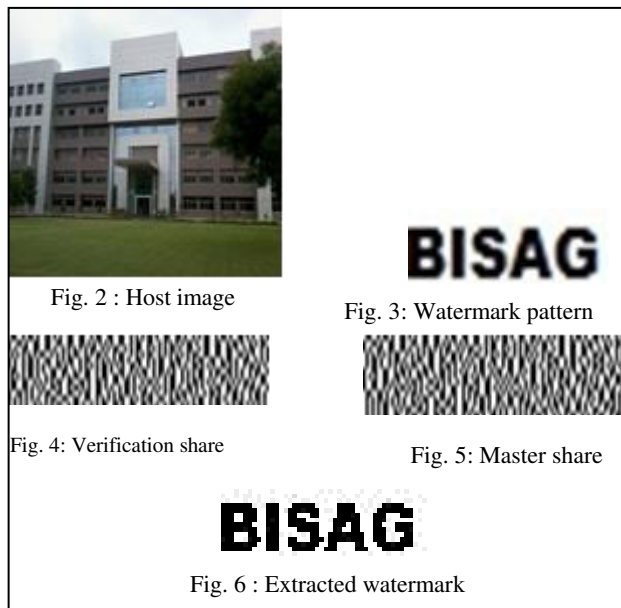 Fig. 2 : Host image
BISAG
Fig. 3: Watermark pattern
Fig. 4: Verification share
Fig. 5: Master share
BISAG
Fig. 6 : Extracted watermark